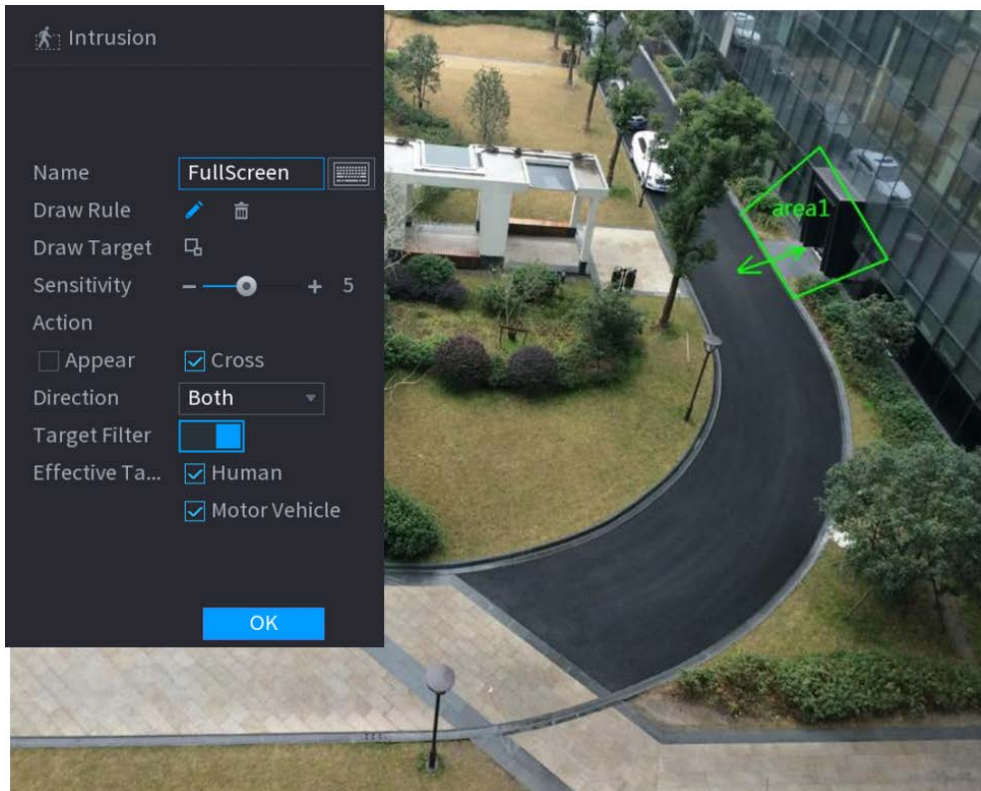 Intrusion
Name FullScreen
Draw Rule
Draw Target
Sensitivity - + 5
Action
Appear Cross
Direction Both
Target Filter
Effective Ta... Human
Motor Vehicle
OK
area1